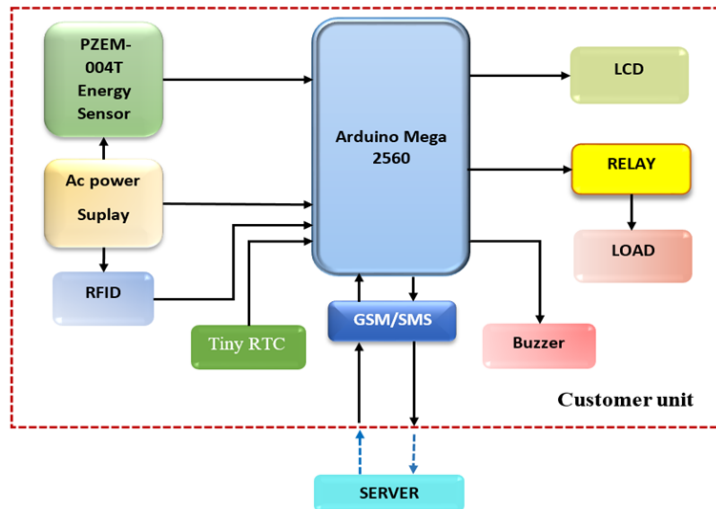 PZEM-
004T
Energy
Sensor
Ac power
Suplay
RFID
Tiny RTC
Arduino Mega
2560
GSM/SMS
LCD
RELAY
LOAD
Buzzer
Customer unit
SERVER